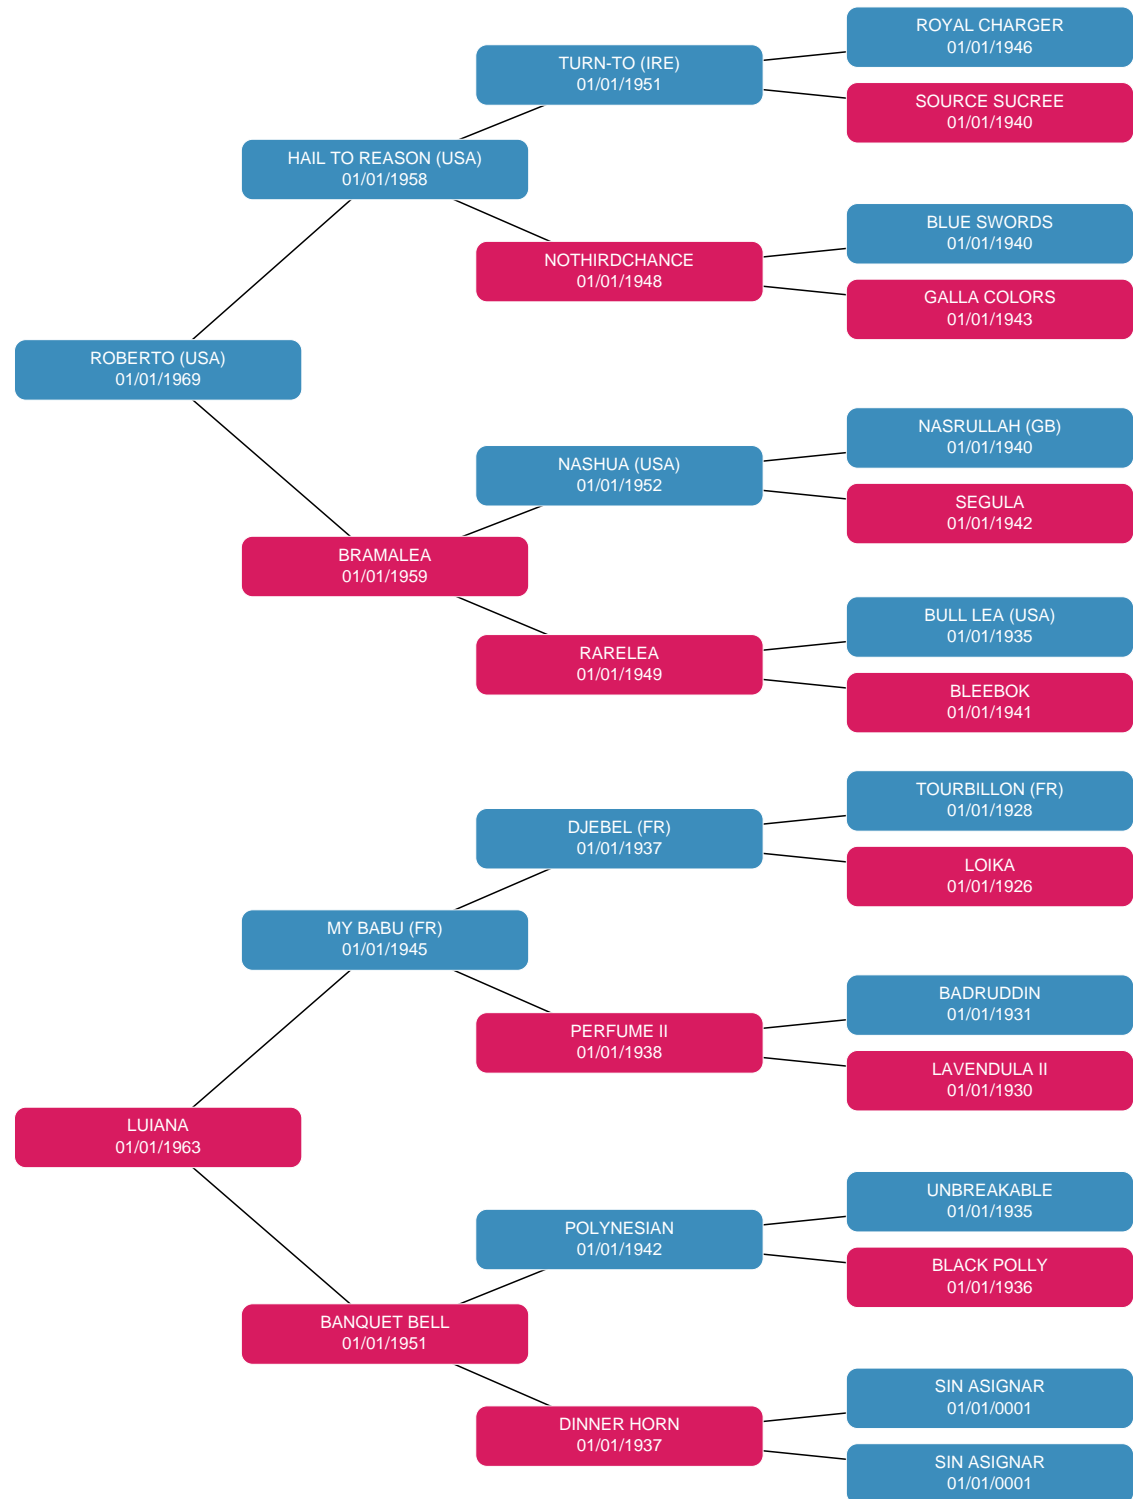 ROYAL CHARGER
01/01/1946
TURN-TO (IRE)
01/01/1951
SOURCE SUCREE
01/01/1940
HAIL TO REASON (USA)
01/01/1958
BLUE SWORDS
01/01/1940
NOTHIRDCHANCE
01/01/1948
GALLA COLORS
01/01/1943
ROBERTO (USA)
01/01/1969
NASRULLAH (GB)
01/01/1940
NASHUA (USA)
01/01/1952
SEGULA
01/01/1942
BRAMALEA
01/01/1959
BULL LEA (USA)
01/01/1935
RARELEA
01/01/1949
BLEEBOK
01/01/1941
TOURBILLON (FR)
01/01/1928
DJEBEL (FR)
01/01/1937
LOIKA
01/01/1926
MY BABU (FR)
01/01/1945
BADRUDDIN
01/01/1931
PERFUME II
01/01/1938
LAVENDULA II
01/01/1930
LUIANA
01/01/1963
UNBREAKABLE
01/01/1935
POLYNESIAN
01/01/1942
BLACK POLLY
01/01/1936
BANQUET BELL
01/01/1951
SIN ASIGNAR
01/01/0001
DINNER HORN
01/01/1937
SIN ASIGNAR
01/01/0001